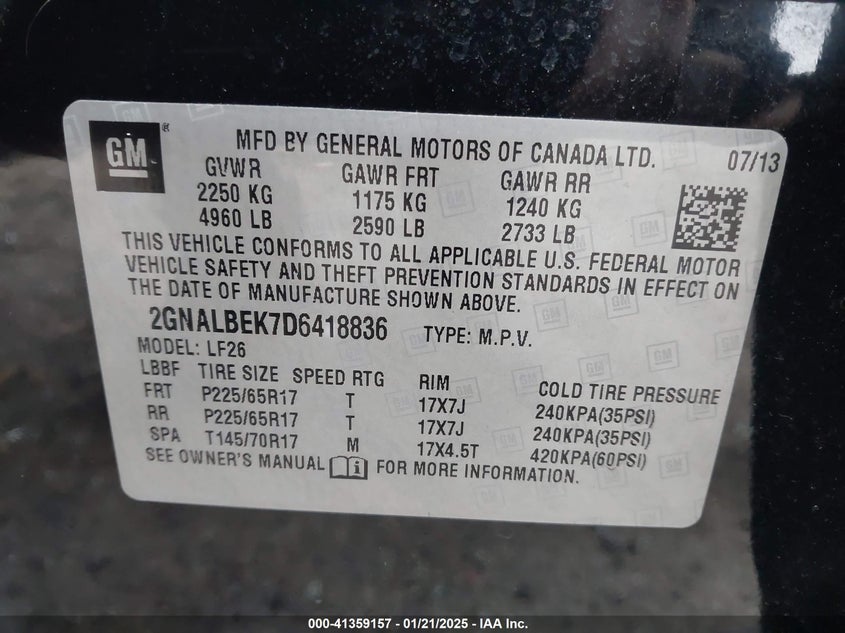 GM ®
MFD BY GENERAL MOTORS OF CANADA LTD. 07/13
GVWR GAWR FRT GAWR RR
2250 KG 1175 KG 1240 KG
4960 LB 2590 LB 2733 LB
THIS VEHICLE CONFORMS TO ALL APPLICABLE U.S. FEDERAL MOTOR
VEHICLE SAFETY AND THEFT PREVENTION STANDARDS IN EFFECT ON
THE DATE OF MANUFACTURE SHOWN ABOVE.
2GNALBEK7D6418836 TYPE: M.P.V.
MODEL: LF26
LBBF TIRE SIZE SPEED RTG RIM COLD TIRE PRESSURE
FRT P225/65R17 T 17X7J 240KPA(35PSI)
RR P225/65R17 T 17X7J 240KPA(35PSI)
SPA T145/70R17 M 17X4.5T 420KPA(60PSI)
SEE OWNER'S MANUAL i FOR MORE INFORMATION.
000-41359157 - 01/21/2025 - IAA Inc.